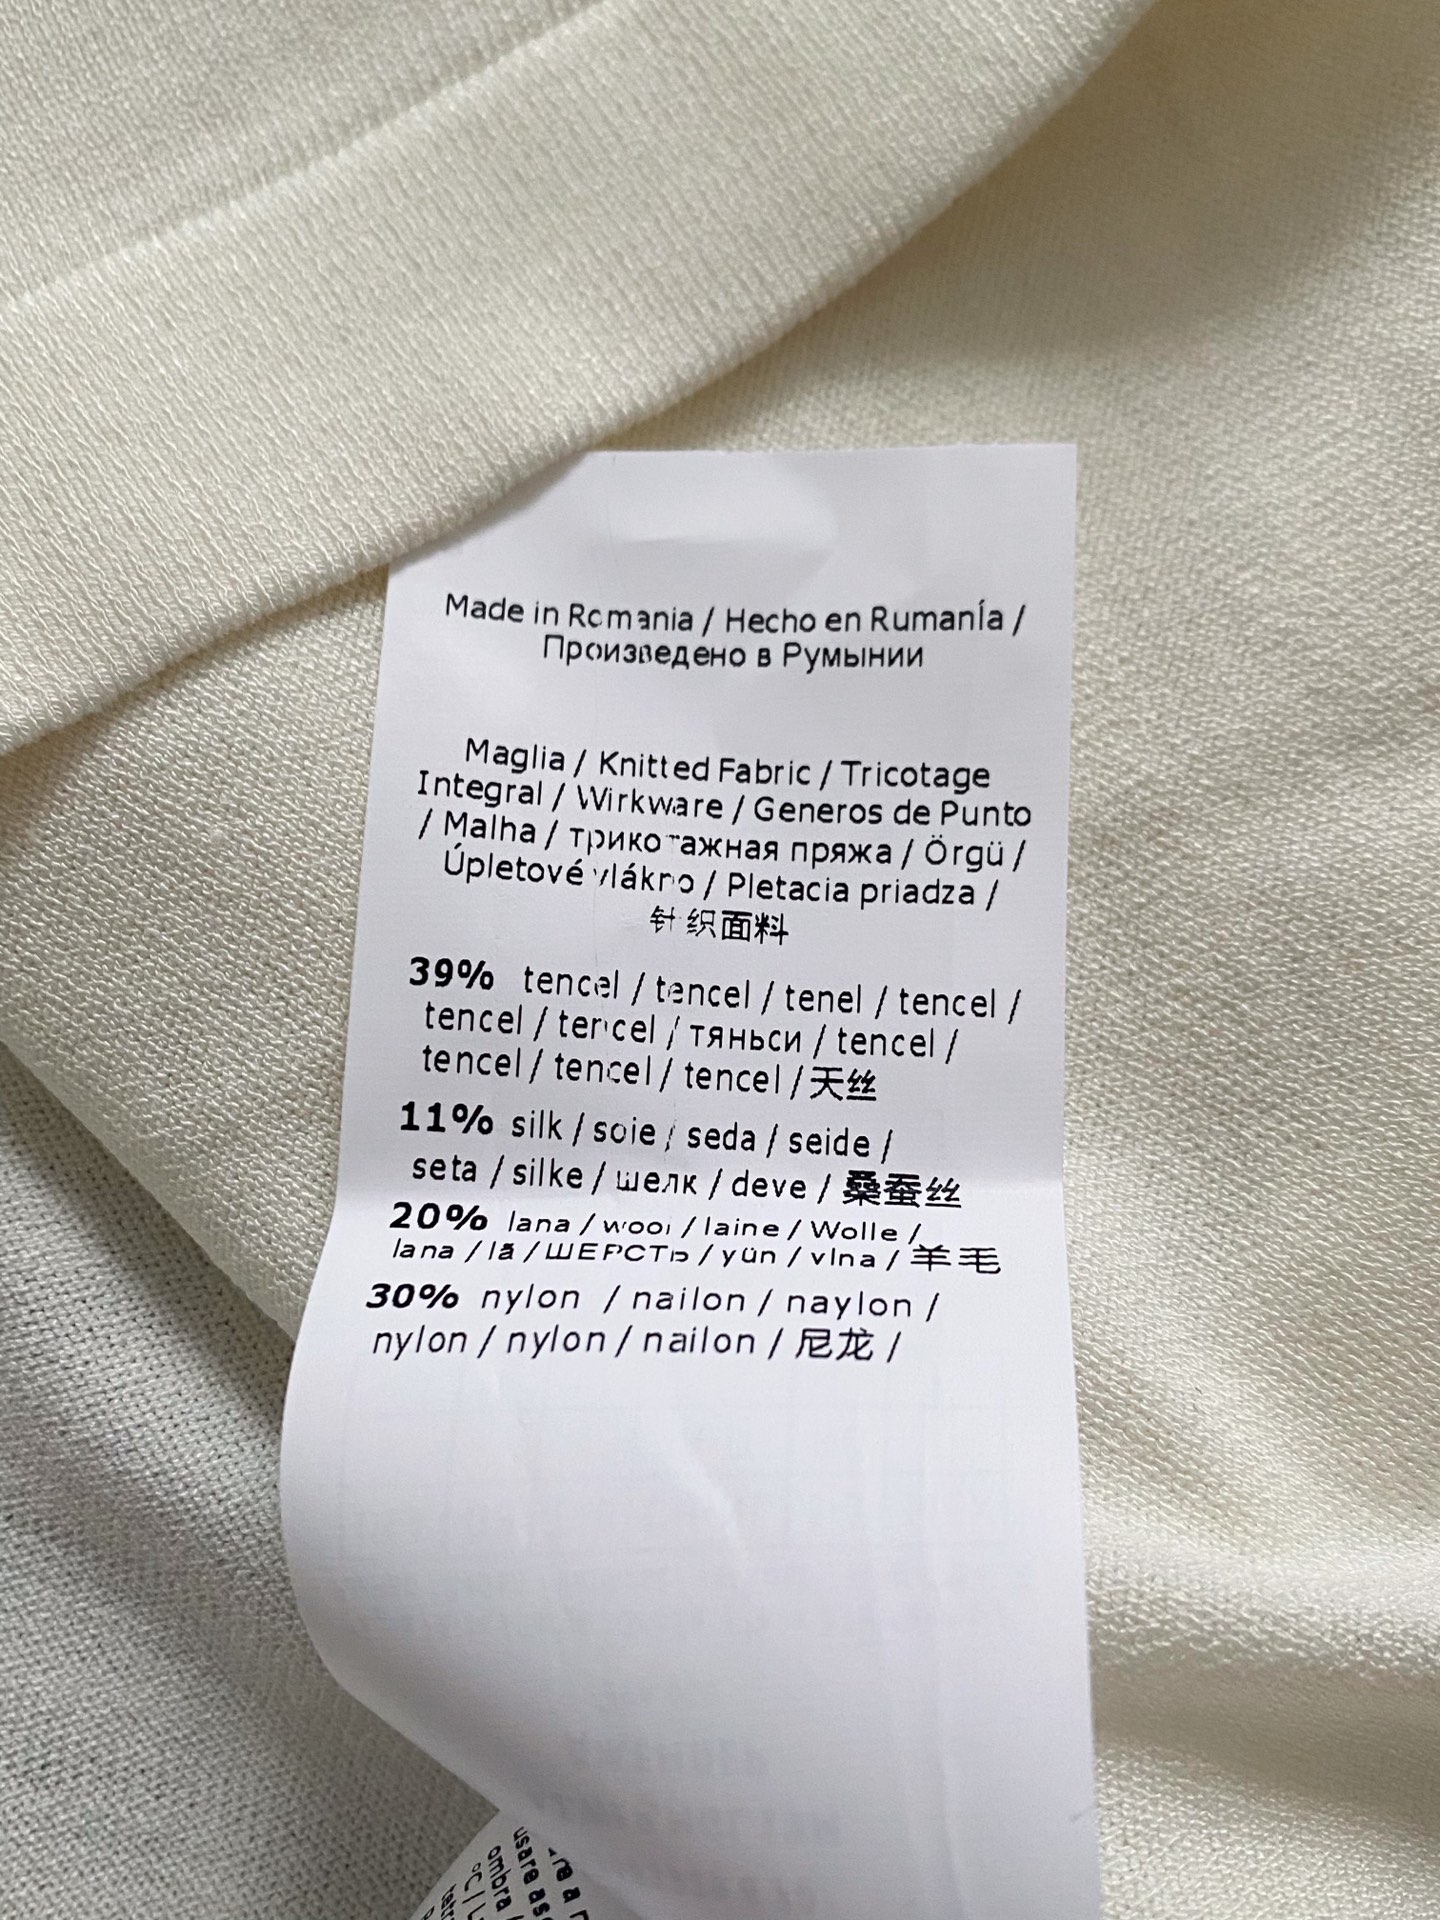 Made in Romania / Hecho en Rumanía /
Произведено в Румынии
Maglia / Knitted Fabric / Tricotage
Integral / Wirkware / Generos de Punto
/ Malha / трикотажная пряжа / Örgü /
Úpletové vlákno / Pletacia priadza /
针织面料
39% tencel / tencel / tenel / tencel /
tencel / tencel / тяньси / tencel /
tencel / tencel / tencel / 天丝
11% silk / soie / seda / seide /
seta / silke / шелк / deve / 桑蚕丝
20% lana / wool / laine / Wolle /
lana / lã / ШЕРСТЬ / yün / vlna / 羊毛
30% nylon / nailon / naylon /
nylon / nylon / nailon / 尼龙 /
usare
ombra /
°C /